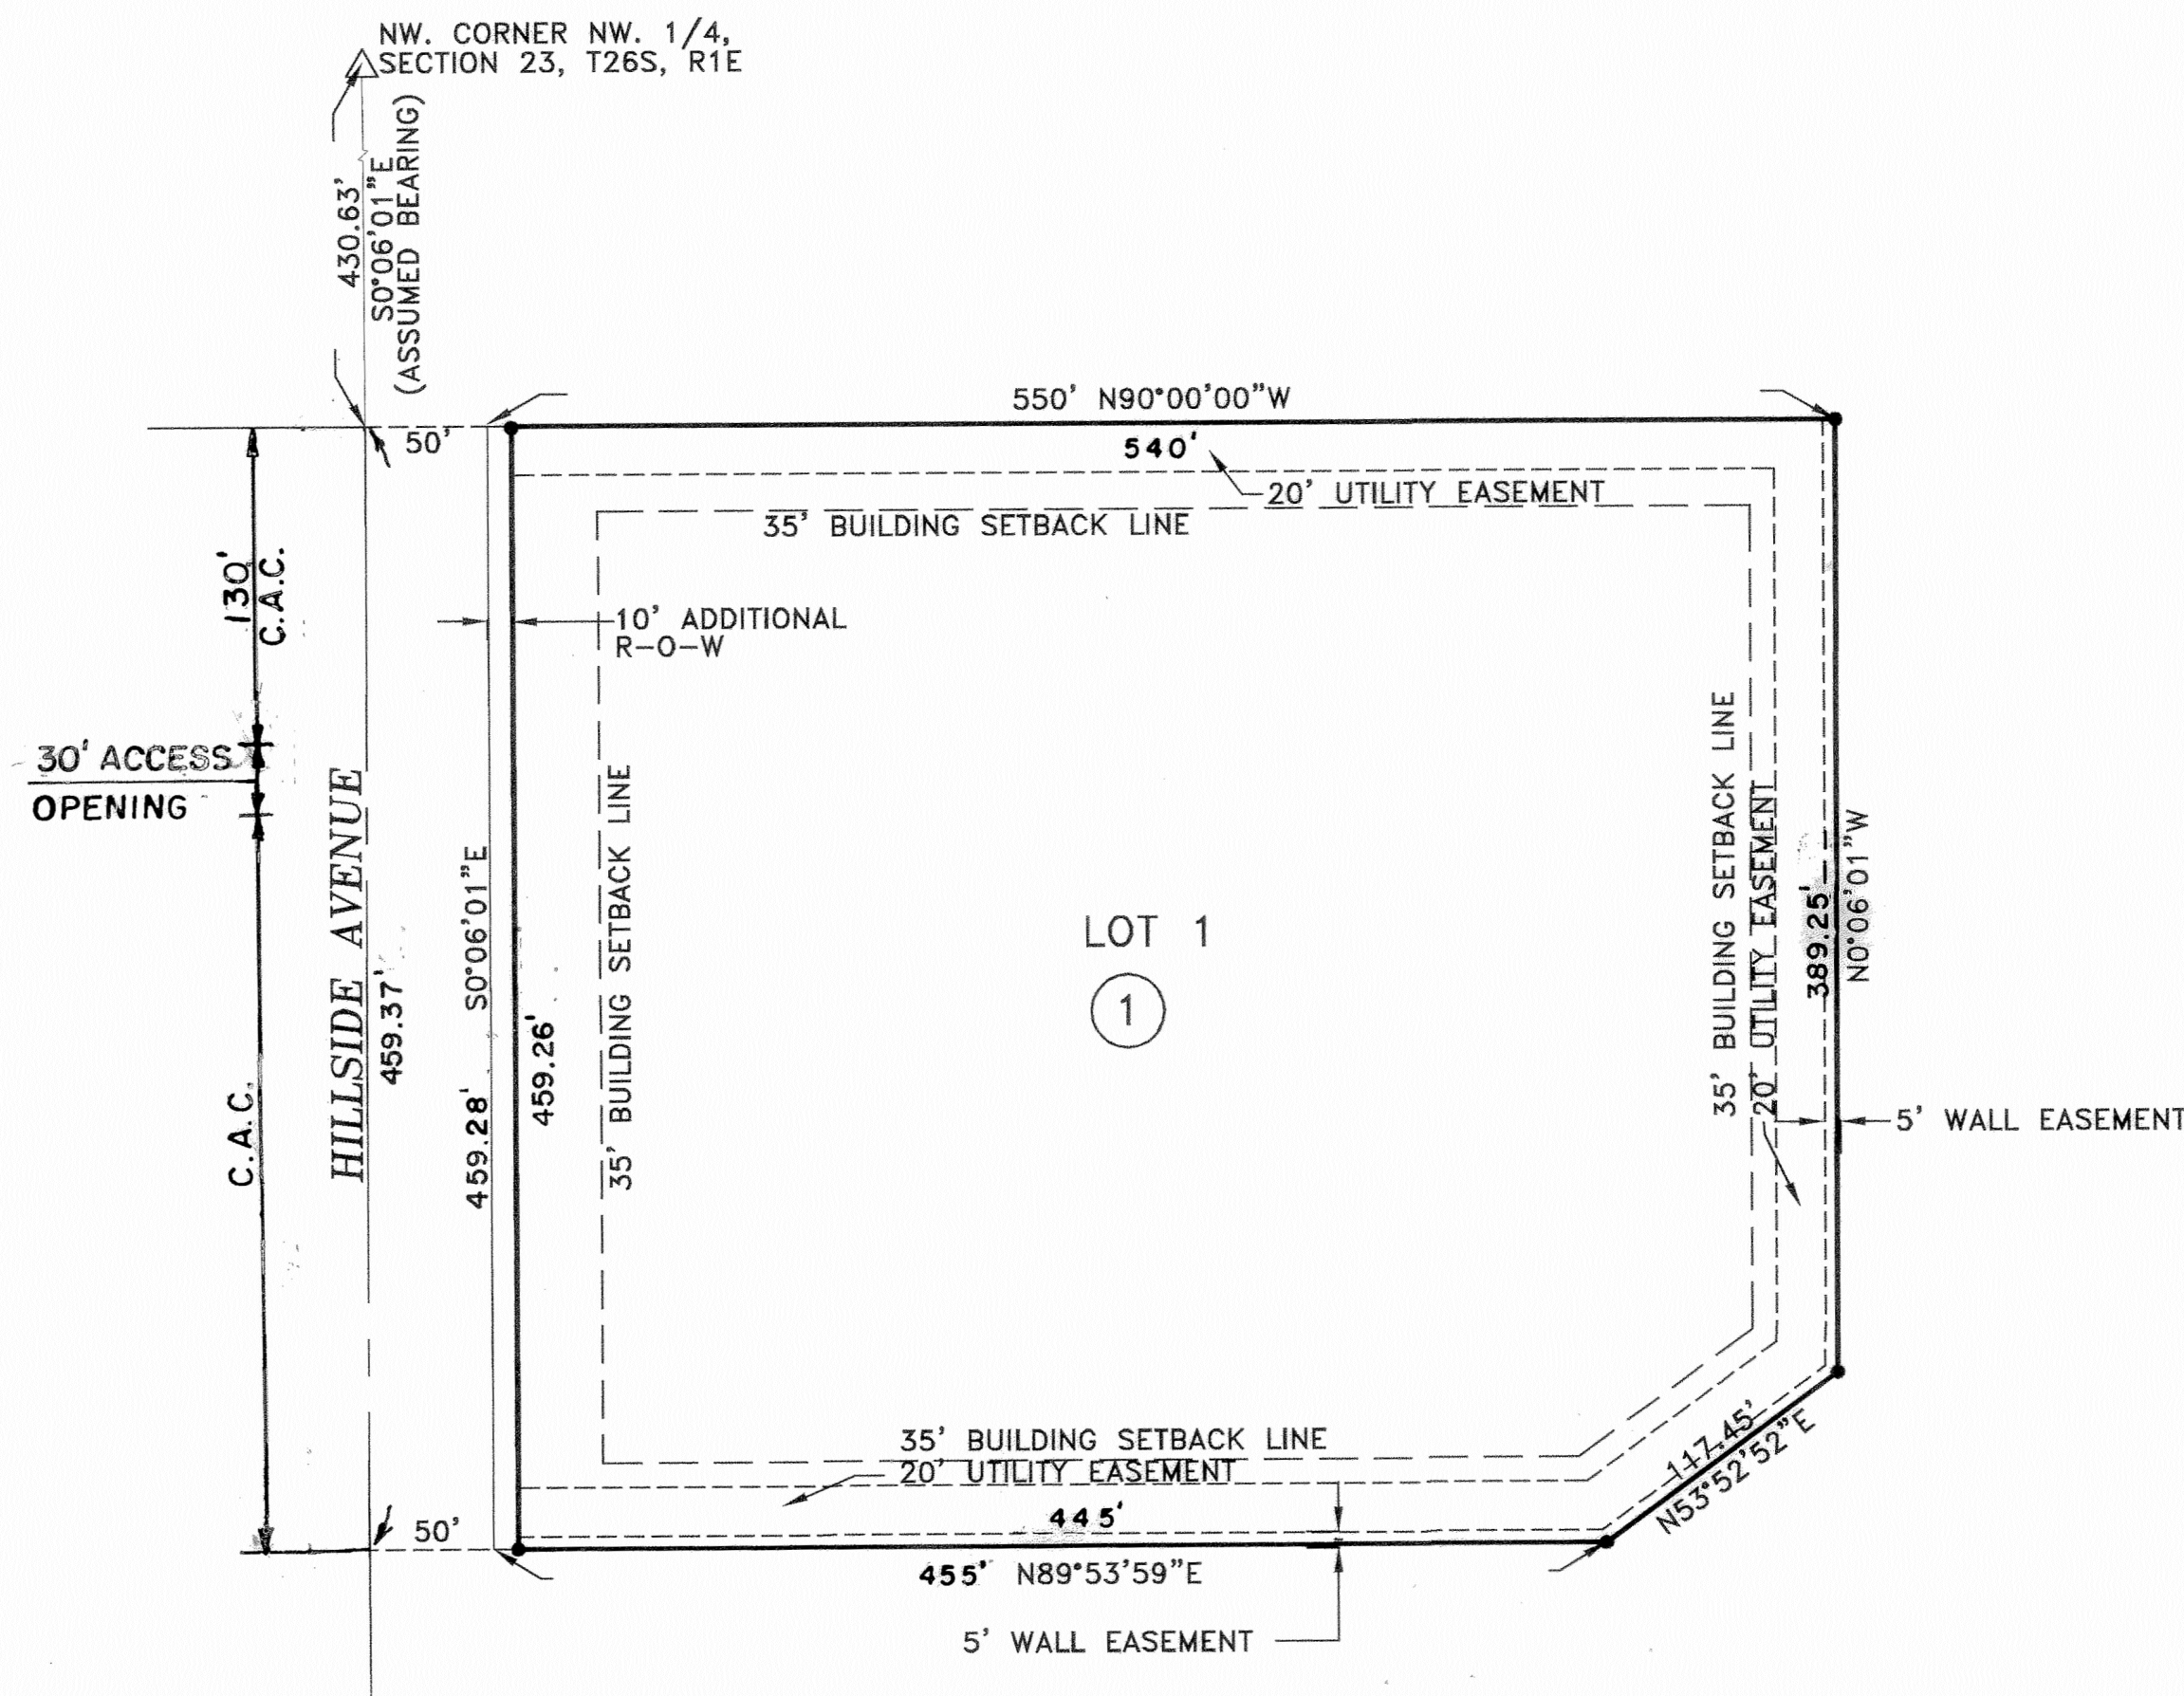 NW. CORNER NW. 1/4,
SECTION 23, T26S, R1E
430.63'
S0°06'01"E
(ASSUMED BEARING)
550' N90°00'00"W
50'
540'
20' UTILITY EASEMENT
35' BUILDING SETBACK LINE
130'
C.A.C.
10' ADDITIONAL
R-O-W
30' ACCESS
OPENING
HILLSIDE AVENUE
459.37'
S0°06'01"E
459.28'
459.26'
35' BUILDING SETBACK LINE
LOT 1
1
35' BUILDING SETBACK LINE
20' UTLITY EASEMENT
389.25'
N0°06'01"W
5' WALL EASEMENT
C.A.C.
35' BUILDING SETBACK LINE
20' UTILITY EASEMENT
117.45'
N53°52'52"E
445'
50'
455' N89°53'59"E
5' WALL EASEMENT